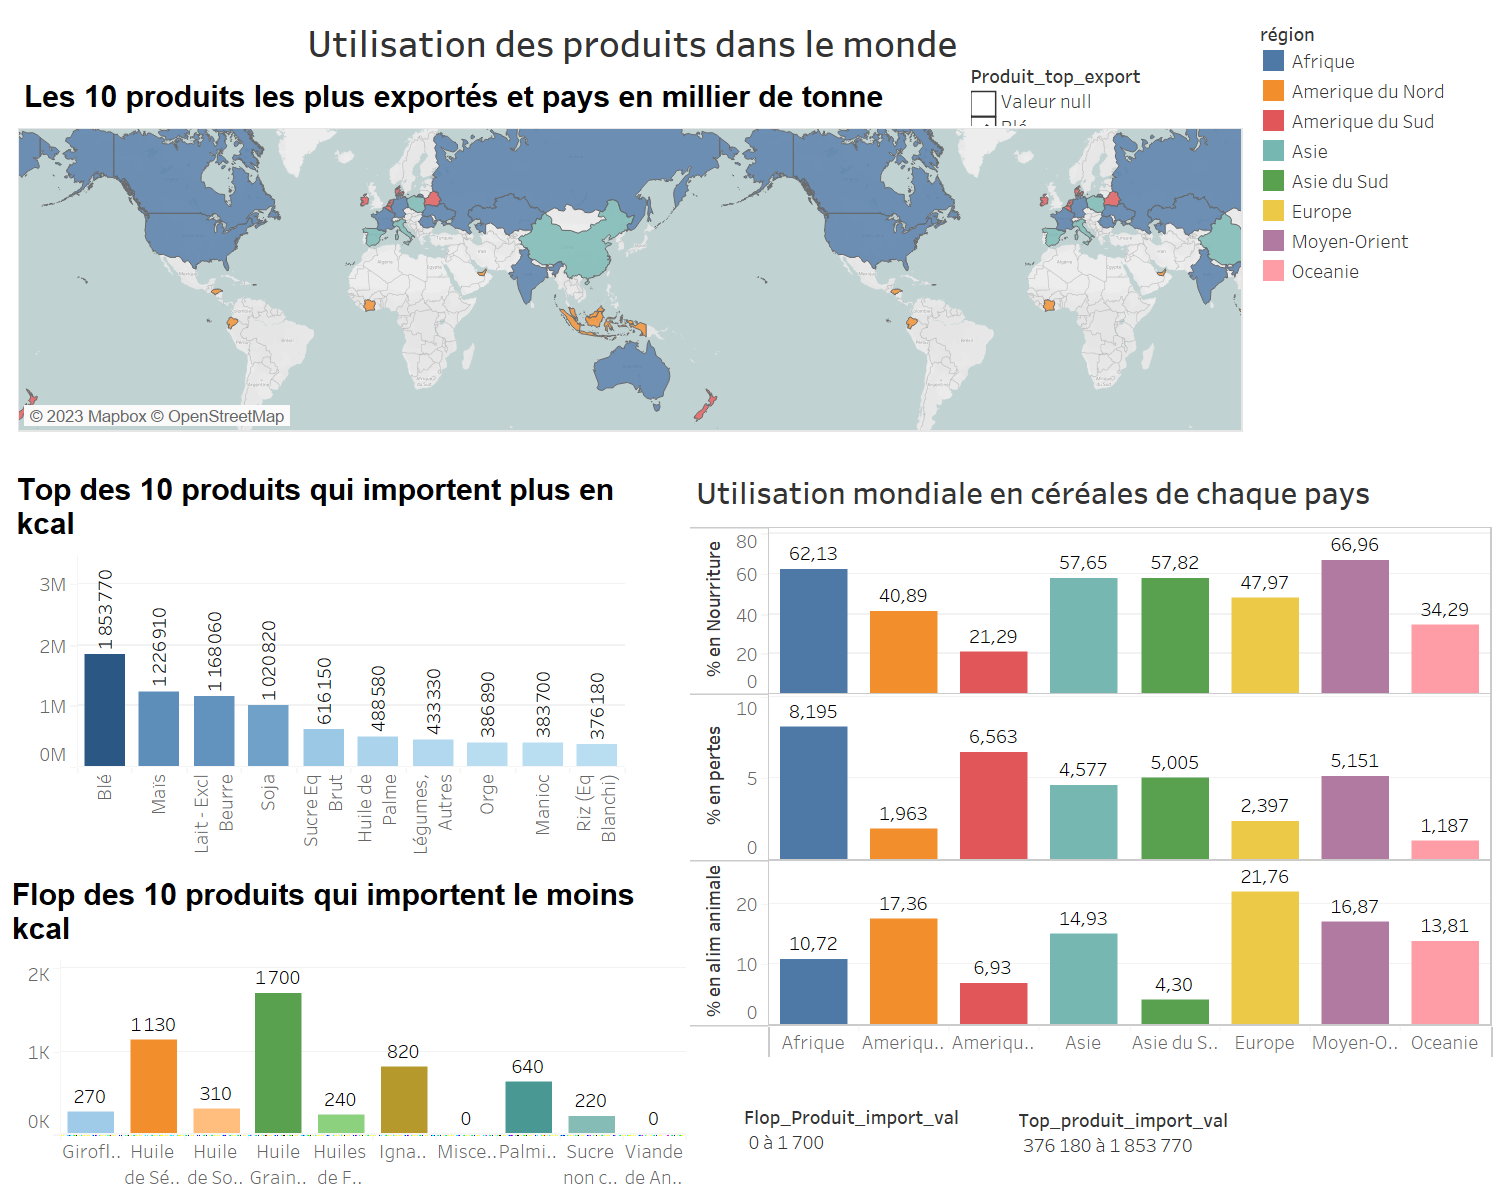 Utilisation des produits dans le monde
Les 10 produits les plus exportés et pays en millier de tonne
Produit_top_export
Valeur null
Blé
région
Afrique
Amerique du Nord
Amerique du Sud
Asie
Asie du Sud
Europe
Moyen-Orient
Oceanie
© 2023 Mapbox © OpenStreetMap
Top des 10 produits qui importent plus en
kcal
3M
2M
1M
0M
1 853 770
1 226 910
1 168 060
1 020 820
616 150
488 580
433 330
386 890
383 700
376 180
Blé
Maïs
Lait - Excl
Beurre
Soja
Sucre Eq
Brut
Huile de
Palme
Légumes,
Autres
Orge
Manioc
Riz (Eq
Blanchi)
Flop des 10 produits qui importent le moins
kcal
2K
1K
0K
270
1 130
310
1 700
240
820
0
640
220
0
Girofl..
Huile
de Sé..
Huile
de So..
Huile
Grain..
Huiles
de F..
Igna..
Misce..
Palmi..
Sucre
non c..
Viande
de An..
Utilisation mondiale en céréales de chaque pays
% en Nourriture
80
60
40
20
0
62,13
40,89
21,29
57,65
57,82
47,97
66,96
34,29
% en pertes
10
5
0
8,195
1,963
6,563
4,577
5,005
2,397
5,151
1,187
% en alim animale
20
10
0
10,72
17,36
6,93
14,93
4,30
21,76
16,87
13,81
Afrique
Ameriqu..
Ameriqu..
Asie
Asie du S..
Europe
Moyen-O..
Oceanie
Flop_Produit_import_val
0 à 1 700
Top_produit_import_val
376 180 à 1 853 770